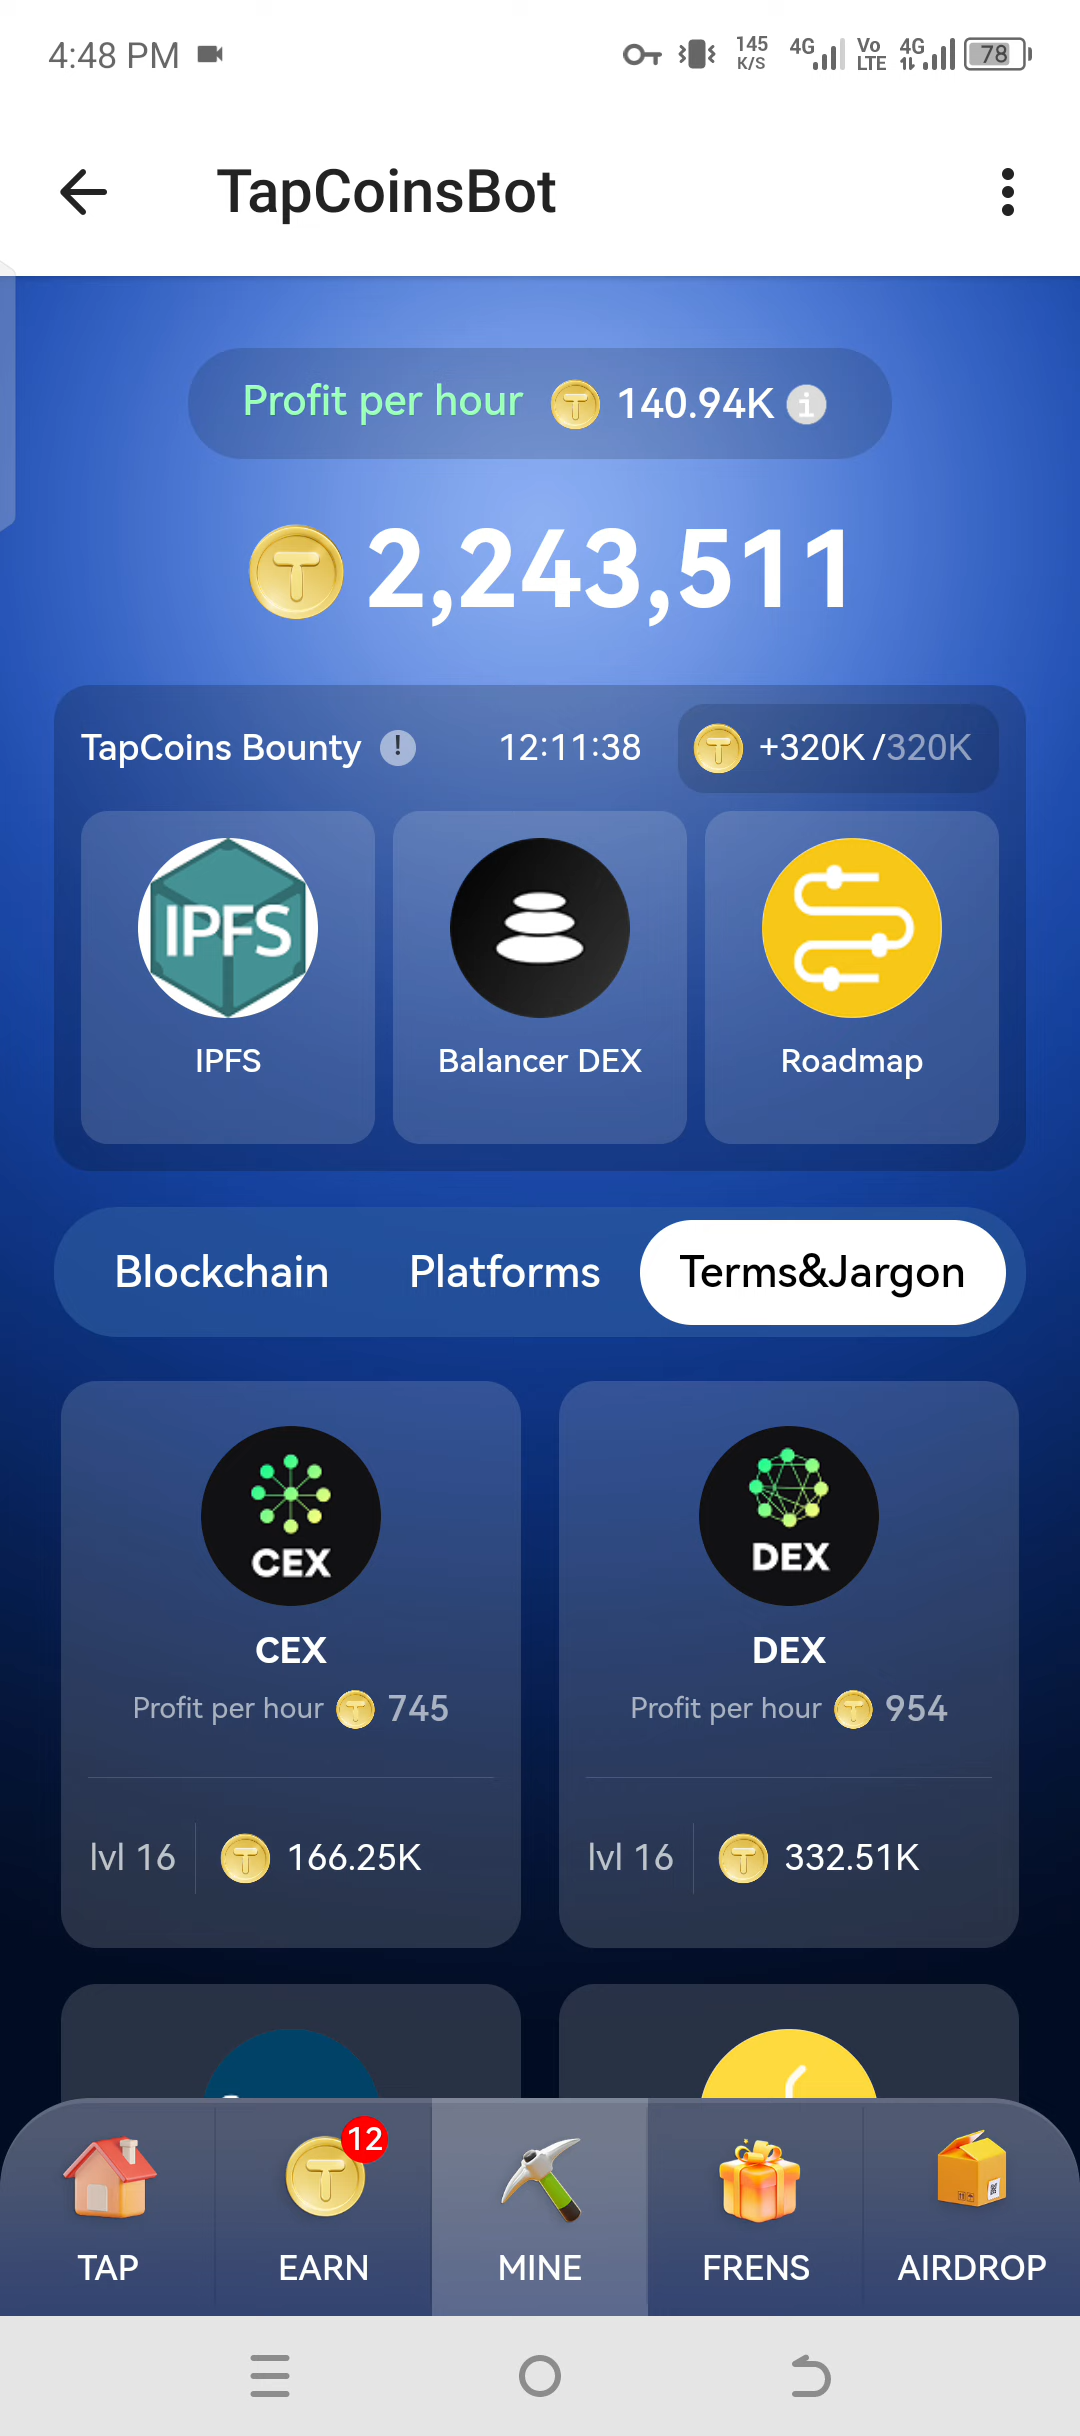 4:48 PM 145 K/S 4G Vo LTE 4G 78
TapCoinsBot
Profit per hour T 140.94K i
T 2,243,511
TapCoins Bounty ! 12:11:38 T +320K /320K
IPFS
IPFS Balancer DEX Roadmap
Blockchain Platforms Terms&Jargon
CEX DEX
CEX DEX
Profit per hour T 745 Profit per hour T 954
lvl 16 T 166.25K lvl 16 T 332.51K
12
T
TAP EARN MINE FRENS AIRDROP